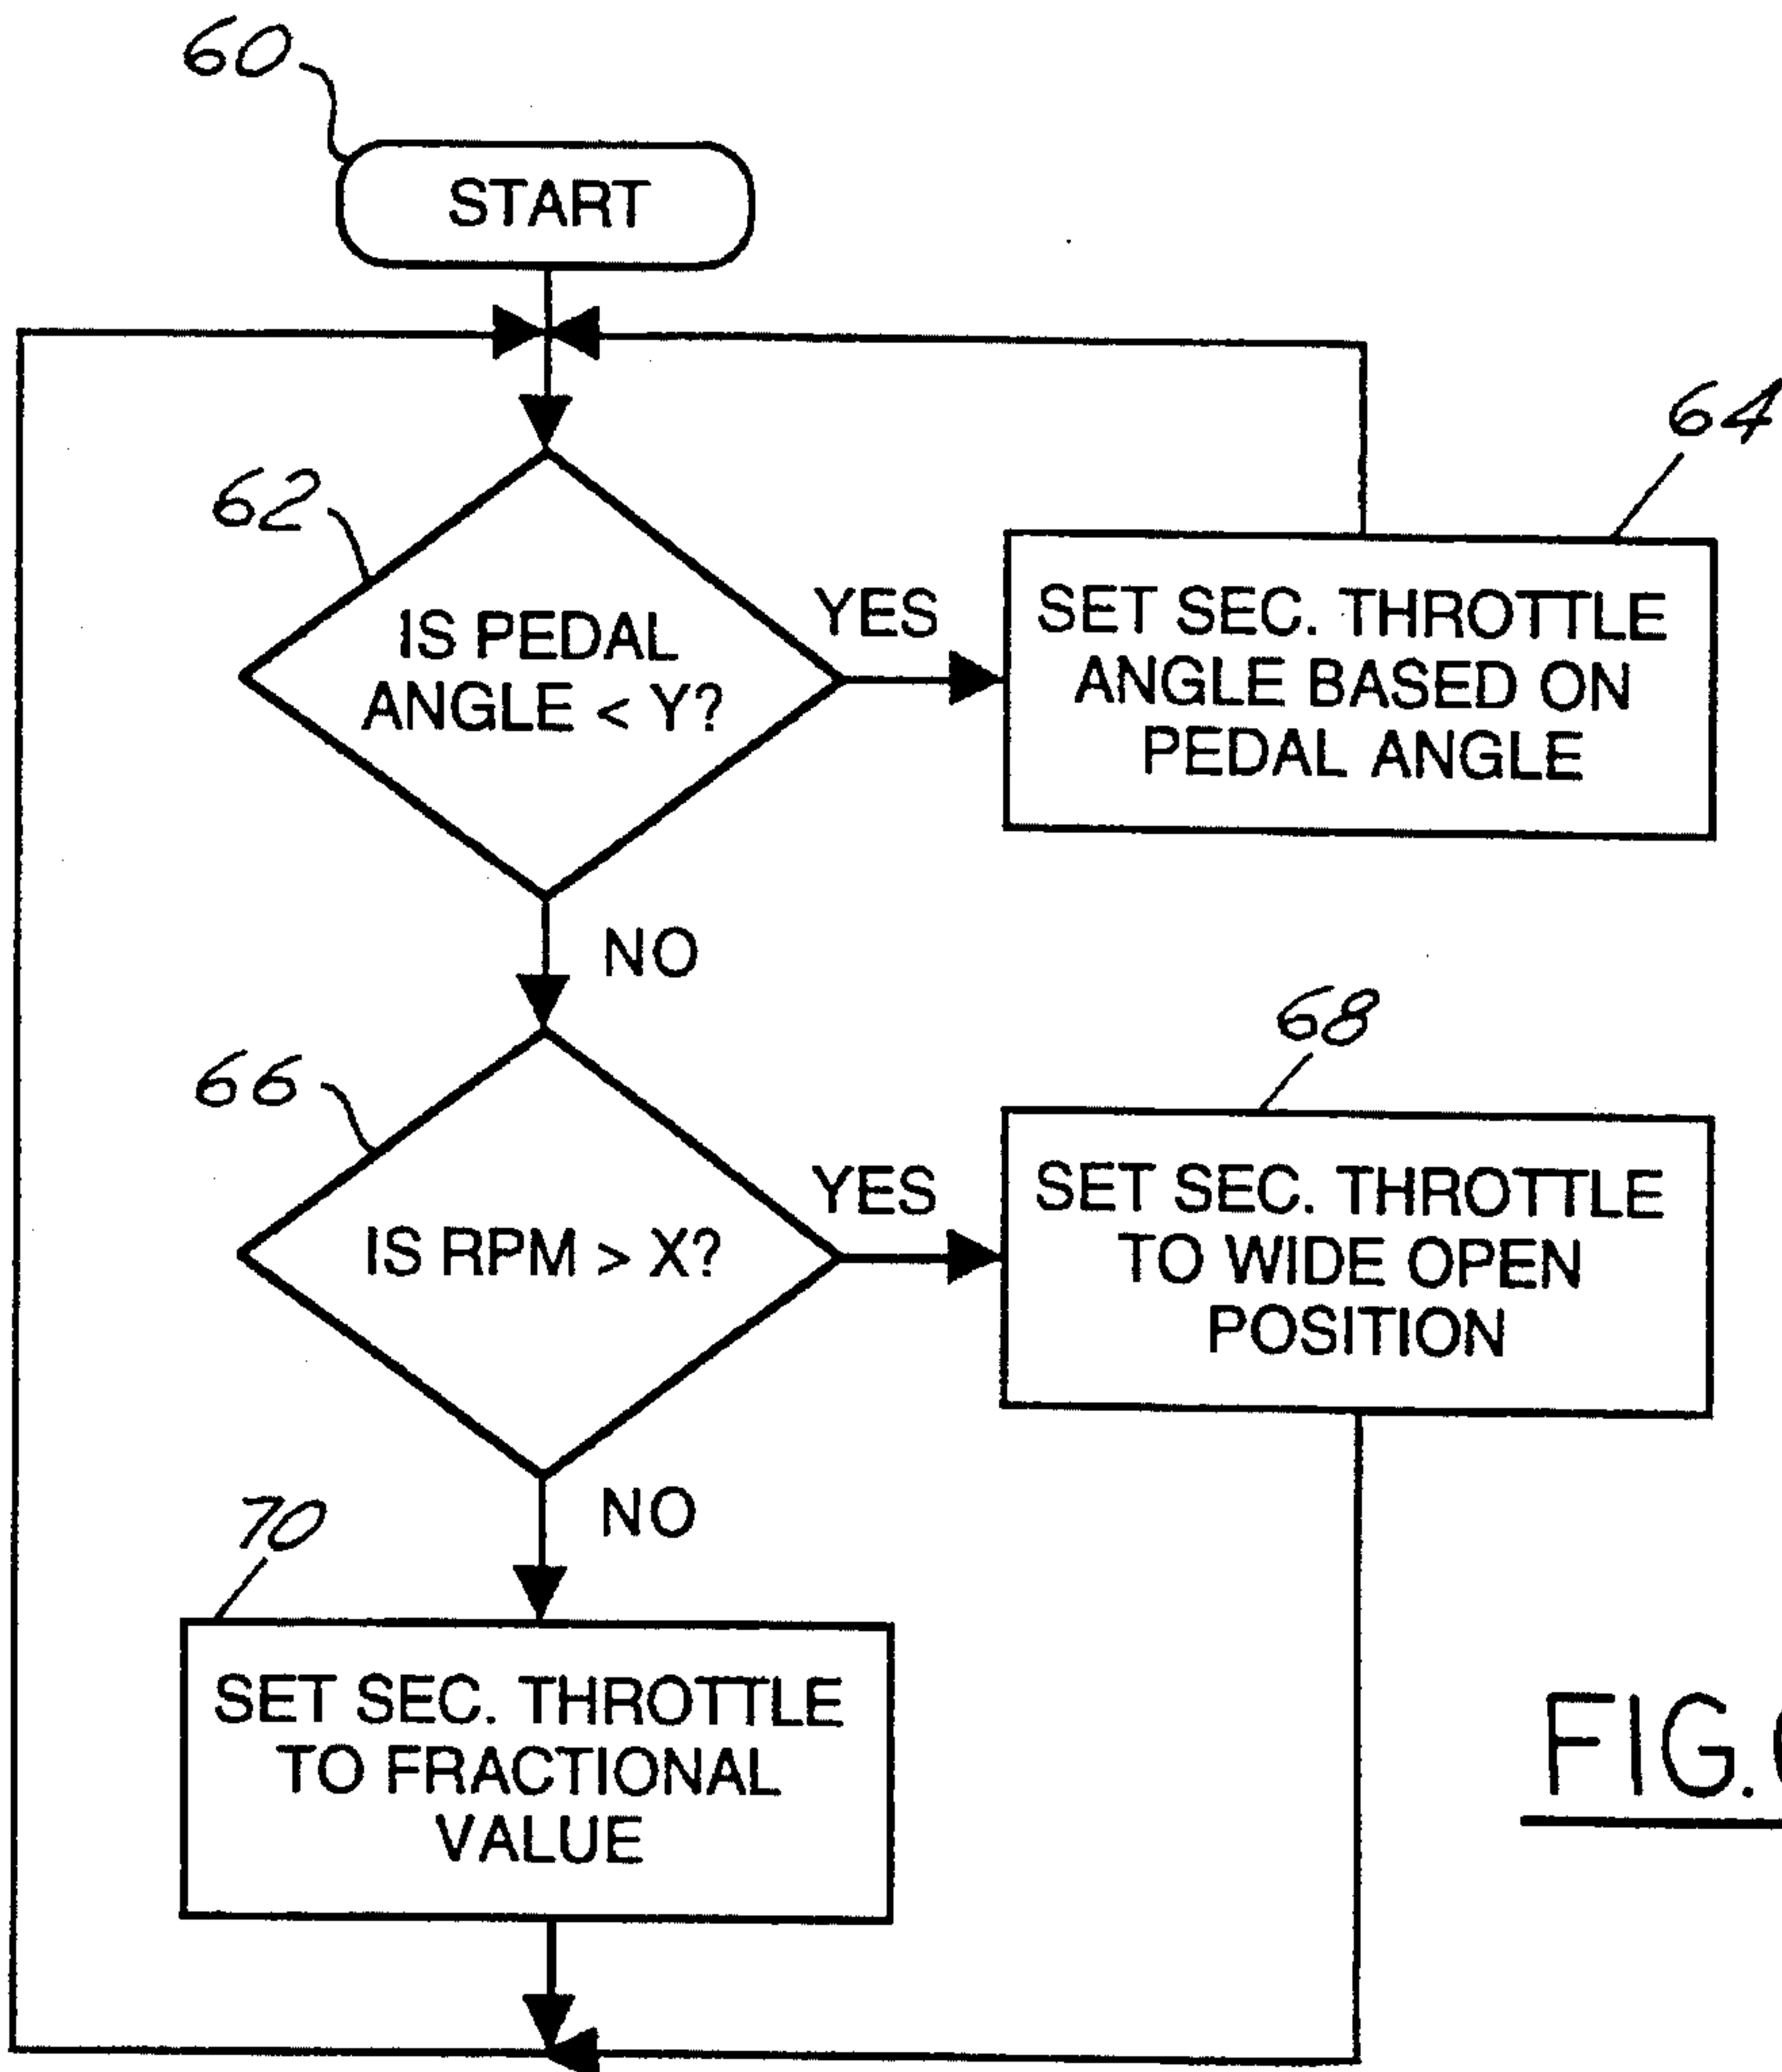 60
START
62
IS PEDAL
ANGLE < Y?
YES
64
SET SEC. THROTTLE
ANGLE BASED ON
PEDAL ANGLE
NO
66
IS RPM > X?
YES
68
SET SEC. THROTTLE
TO WIDE OPEN
POSITION
NO
70
SET SEC. THROTTLE
TO FRACTIONAL
VALUE
FIG.